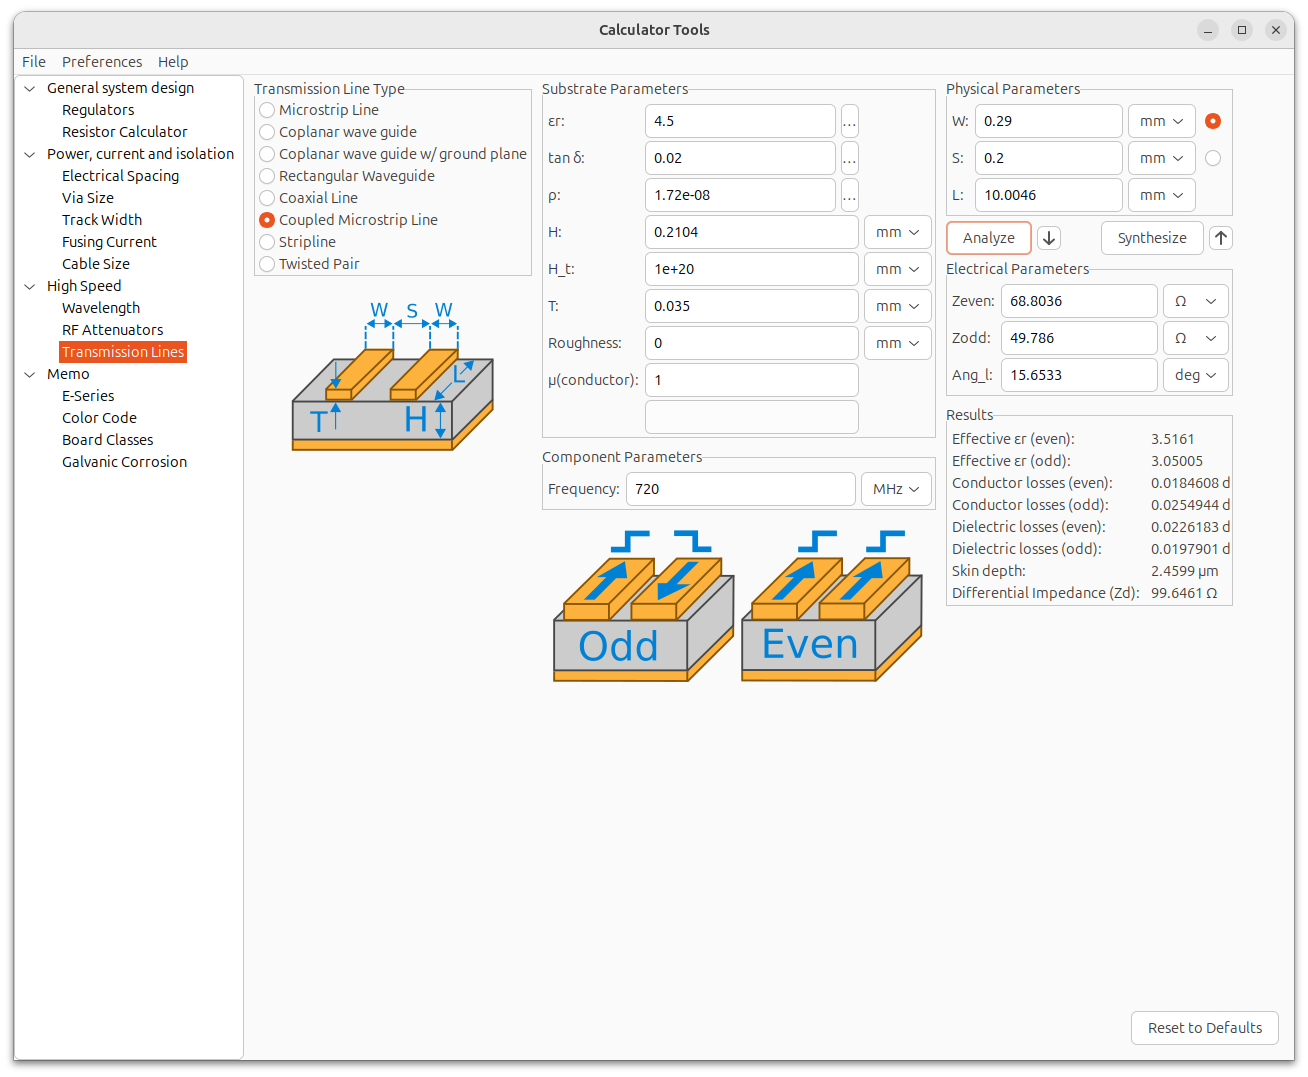 Calculator Tools
File Preferences Help
General system design
Regulators
Resistor Calculator
Power, current and isolation
Electrical Spacing
Via Size
Track Width
Fusing Current
Cable Size
High Speed
Wavelength
RF Attenuators
Transmission Lines
Memo
E-Series
Color Code
Board Classes
Galvanic Corrosion
Transmission Line Type
Microstrip Line
Coplanar wave guide
Coplanar wave guide w/ ground plane
Rectangular Waveguide
Coaxial Line
Coupled Microstrip Line
Stripline
Twisted Pair
W S W
L
T H
Substrate Parameters
εr: 4.5 ...
tan δ: 0.02 ...
ρ: 1.72e-08 ...
H: 0.2104 mm
H_t: 1e+20 mm
T: 0.035 mm
Roughness: 0 mm
μ(conductor): 1
Component Parameters
Frequency: 720 MHz
Odd Even
Physical Parameters
W: 0.29 mm
S: 0.2 mm
L: 10.0046 mm
Analyze Synthesize
Electrical Parameters
Zeven: 68.8036 Ω
Zodd: 49.786 Ω
Ang_l: 15.6533 deg
Results
Effective εr (even): 3.5161
Effective εr (odd): 3.05005
Conductor losses (even): 0.0184608 d
Conductor losses (odd): 0.0254944 d
Dielectric losses (even): 0.0226183 d
Dielectric losses (odd): 0.0197901 d
Skin depth: 2.4599 μm
Differential Impedance (Zd): 99.6461 Ω
Reset to Defaults